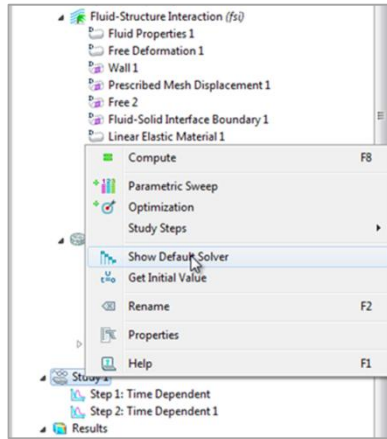 Fluid-Structure Interaction (fsi)
Fluid Properties 1
Free Deformation 1
Wall 1
Prescribed Mesh Displacement 1
Free 2
Fluid-Solid Interface Boundary 1
Linear Elastic Material 1
Compute F8
Parametric Sweep
Optimization
Study Steps
Show Default Solver
Get Initial Value
Rename F2
Properties
Help F1
Study 1
Step 1: Time Dependent
Step 2: Time Dependent 1
Results